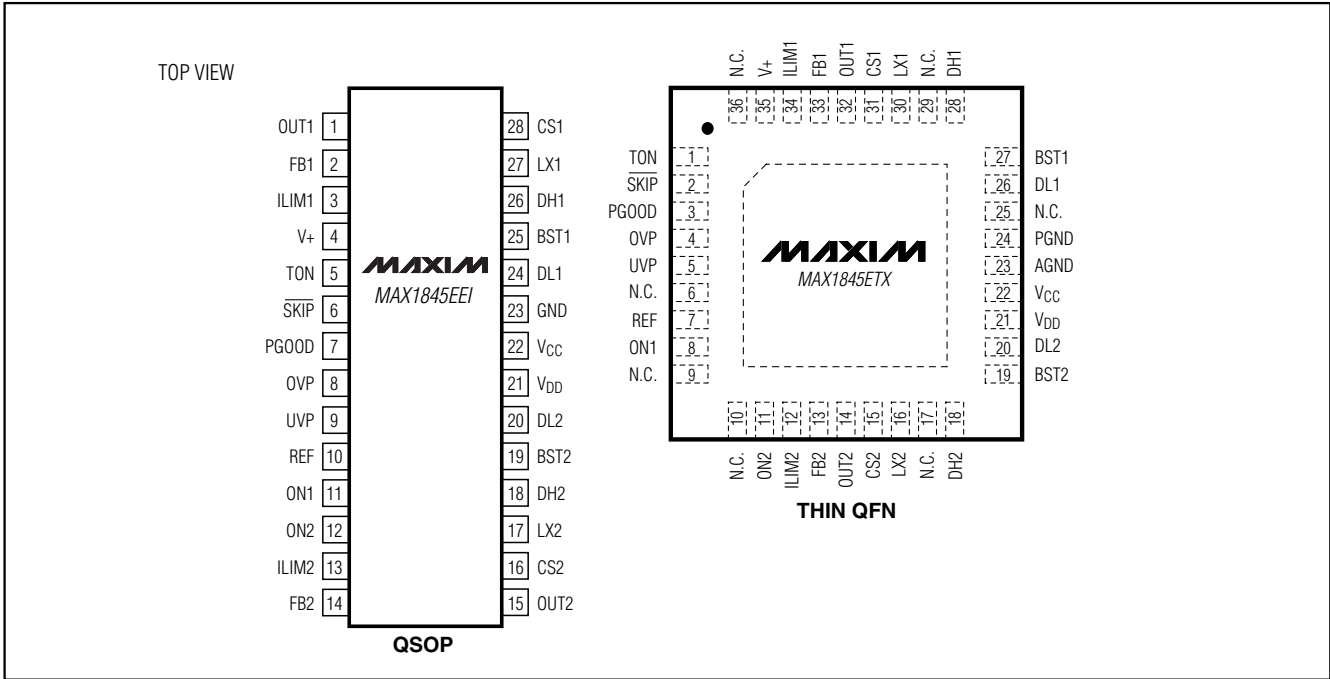 TOP VIEW
OUT1 1
FB1 2
ILIM1 3
V+ 4
TON 5
SKIP 6
PGOOD 7
OVP 8
UVP 9
REF 10
ON1 11
ON2 12
ILIM2 13
FB2 14
MAXIM
MAX1845EEI
28 CS1
27 LX1
26 DH1
25 BST1
24 DL1
23 GND
22 VCC
21 VDD
20 DL2
19 BST2
18 DH2
17 LX2
16 CS2
15 OUT2
QSOP
N.C. V+ ILIM1 FB1 OUT1 CS1 LX1 N.C. DH1
36 35 34 33 32 31 30 29 28
TON 1
SKIP 2
PGOOD 3
OVP 4
UVP 5
N.C. 6
REF 7
ON1 8
N.C. 9
MAXIM
MAX1845ETX
27 BST1
26 DL1
25 N.C.
24 PGND
23 AGND
22 VCC
21 VDD
20 DL2
19 BST2
10 11 12 13 14 15 16 17 18
N.C. ON2 ILIM2 FB2 OUT2 CS2 LX2 N.C. DH2
THIN QFN